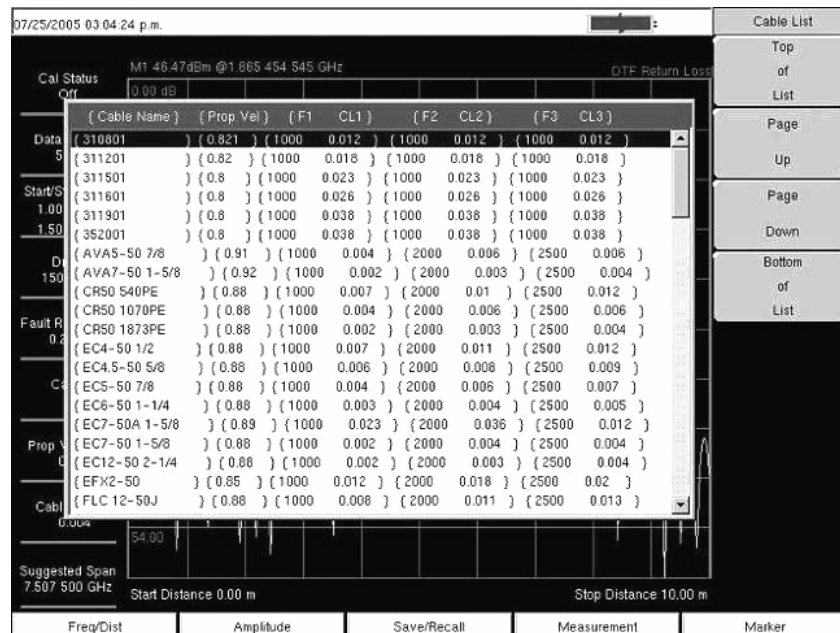 07/25/2005 03:04:24 p.m.
Cable List
Top
of
List
Page
Up
Page
Down
Bottom
of
List
M1 46.47dBm @1.865 454 545 GHz
DTF Return Loss
Cal Status
Off
0.00 dB
Data
5
Start/S
1.00
1.50
D
150
Fault R
0.2
Ca
Prop V
0
Cabl
0.004
Suggested Span
7.507 500 GHz
{ Cable Name } { Prop Vel } { F1 CL1 } { F2 CL2 } { F3 CL3 }
{ 310801 } { 0.821 } { 1000 0.012 } { 1000 0.012 } { 1000 0.012 }
{ 311201 } { 0.82 } { 1000 0.018 } { 1000 0.018 } { 1000 0.018 }
{ 311501 } { 0.8 } { 1000 0.023 } { 1000 0.023 } { 1000 0.023 }
{ 311601 } { 0.8 } { 1000 0.026 } { 1000 0.026 } { 1000 0.026 }
{ 311901 } { 0.8 } { 1000 0.038 } { 1000 0.038 } { 1000 0.038 }
{ 352001 } { 0.8 } { 1000 0.038 } { 1000 0.038 } { 1000 0.038 }
{ AVA5-50 7/8 } { 0.91 } { 1000 0.004 } { 2000 0.006 } { 2500 0.006 }
{ AVA7-50 1-5/8 } { 0.92 } { 1000 0.002 } { 2000 0.003 } { 2500 0.004 }
{ CR50 540PE } { 0.88 } { 1000 0.007 } { 2000 0.01 } { 2500 0.012 }
{ CR50 1070PE } { 0.88 } { 1000 0.004 } { 2000 0.006 } { 2500 0.006 }
{ CR50 1873PE } { 0.88 } { 1000 0.002 } { 2000 0.003 } { 2500 0.004 }
{ EC4-50 1/2 } { 0.88 } { 1000 0.007 } { 2000 0.011 } { 2500 0.012 }
{ EC4.5-50 5/8 } { 0.88 } { 1000 0.006 } { 2000 0.008 } { 2500 0.009 }
{ EC5-50 7/8 } { 0.88 } { 1000 0.004 } { 2000 0.006 } { 2500 0.007 }
{ EC6-50 1-1/4 } { 0.88 } { 1000 0.003 } { 2000 0.004 } { 2500 0.005 }
{ EC7-50A 1-5/8 } { 0.89 } { 1000 0.023 } { 2000 0.036 } { 2500 0.012 }
{ EC7-50 1-5/8 } { 0.88 } { 1000 0.002 } { 2000 0.004 } { 2500 0.004 }
{ EC12-50 2-1/4 } { 0.88 } { 1000 0.002 } { 2000 0.003 } { 2500 0.004 }
{ EFX2-50 } { 0.85 } { 1000 0.012 } { 2000 0.018 } { 2500 0.02 }
{ FLC 12-50J } { 0.88 } { 1000 0.008 } { 2000 0.011 } { 2500 0.013 }
54.00
Start Distance 0.00 m
Stop Distance 10.00 m
Freq/Dist
Amplitude
Save/Recall
Measurement
Marker